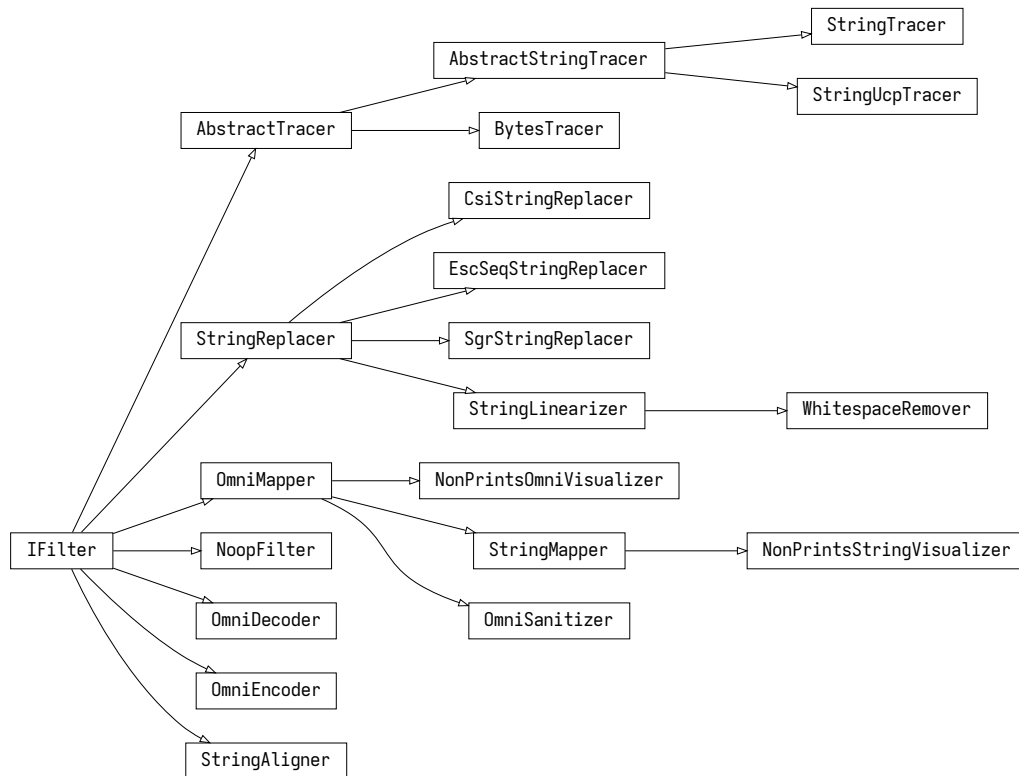 StringTracer
AbstractStringTracer
StringUcpTracer
AbstractTracer
BytesTracer
CsiStringReplacer
EscSeqStringReplacer
StringReplacer
SgrStringReplacer
StringLinearizer
WhitespaceRemover
OmniMapper
NonPrintsOmniVisualizer
IFilter
NoopFilter
StringMapper
NonPrintsStringVisualizer
OmniDecoder
OmniSanitizer
OmniEncoder
StringAligner